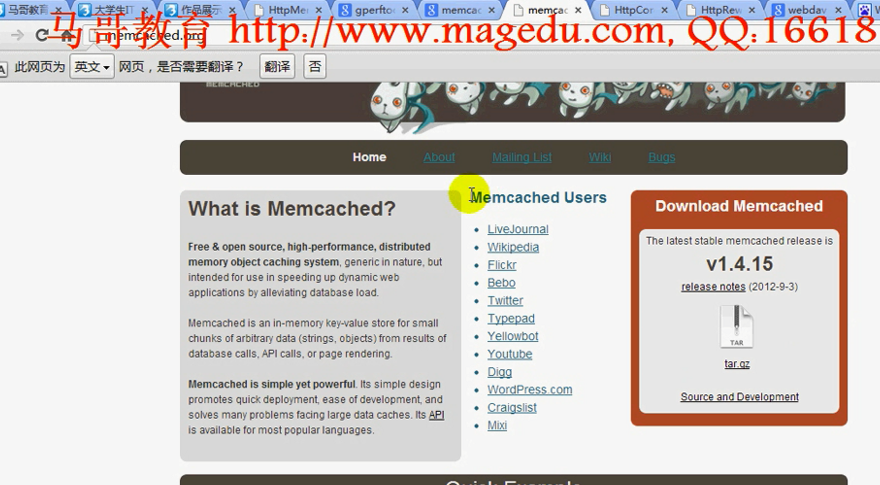 马哥教育
大学生IT
作品展示
HttpMem
gperftoo
memcac
memcac
HttpCor
HttpRew
webdav
马哥教育 http://www.magedu.com, QQ:16618
memcached.org
此网页为 英文 网页，是否需要翻译？ 翻译 否
MEMCACHED
Home About Mailing List Wiki Bugs
What is Memcached?
Free & open source, high-performance, distributed
memory object caching system, generic in nature, but
intended for use in speeding up dynamic web
applications by alleviating database load.
Memcached is an in-memory key-value store for small
chunks of arbitrary data (strings, objects) from results of
database calls, API calls, or page rendering.
Memcached is simple yet powerful. Its simple design
promotes quick deployment, ease of development, and
solves many problems facing large data caches. Its API
is available for most popular languages.
Memcached Users
LiveJournal
Wikipedia
Flickr
Bebo
Twitter
Typepad
Yellowbot
Youtube
Digg
WordPress.com
Craigslist
Mixi
Download Memcached
The latest stable memcached release is
v1.4.15
release notes (2012-9-3)
TAR
tar.gz
Source and Development
Quick Example